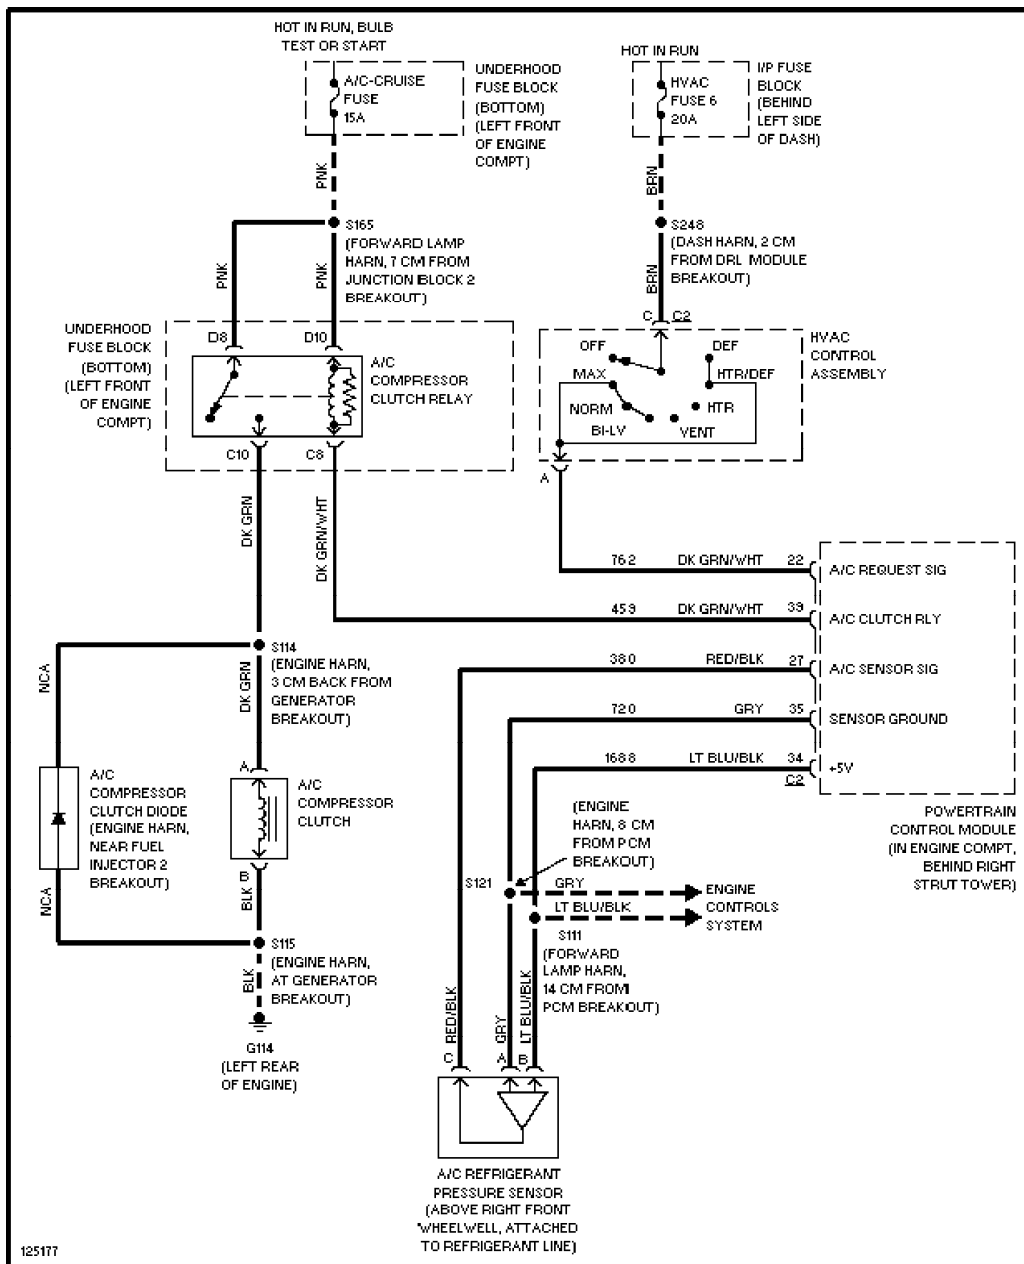 HOT IN RUN, BULB
TEST OR START
A/C-CRUISE
FUSE
15A
UNDERHOOD
FUSE BLOCK
(BOTTOM)
(LEFT FRONT
OF ENGINE
COMPT)
HOT IN RUN
HVAC
FUSE 6
20A
I/P FUSE
BLOCK
(BEHIND
LEFT SIDE
OF DASH)
PNK
BRN
S165
(FORWARD LAMP
HARN, 7 CM FROM
JUNCTION BLOCK 2
BREAKOUT)
PNK
PNK
S248
(DASH HARN, 2 CM
FROM DRL MODULE
BREAKOUT)
BRN
C C2
UNDERHOOD
FUSE BLOCK
(BOTTOM)
(LEFT FRONT
OF ENGINE
COMPT)
D8
D10
A/C
COMPRESSOR
CLUTCH RELAY
C10
C8
OFF
MAX
NORM
BI-LV
VENT
HTR
HTR/DEF
DEF
HVAC
CONTROL
ASSEMBLY
A
DK GRN
DK GRN/WHT
762 DK GRN/WHT 22
A/C REQUEST SIG
459 DK GRN/WHT 39
A/C CLUTCH RLY
380 RED/BLK 27
A/C SENSOR SIG
720 GRY 35
SENSOR GROUND
1688 LT BLU/BLK 34
+5V
C2
POWERTRAIN
CONTROL MODULE
(IN ENGINE COMPT,
BEHIND RIGHT
STRUT TOWER)
S114
(ENGINE HARN,
3 CM BACK FROM
GENERATOR
BREAKOUT)
NCA
DK GRN
A
A/C
COMPRESSOR
CLUTCH DIODE
(ENGINE HARN,
NEAR FUEL
INJECTOR 2
BREAKOUT)
A/C
COMPRESSOR
CLUTCH
B
NCA
BLK
S115
(ENGINE HARN,
AT GENERATOR
BREAKOUT)
BLK
G114
(LEFT REAR
OF ENGINE)
(ENGINE
HARN, 8 CM
FROM PCM
BREAKOUT)
S121
GRY
LT BLU/BLK
ENGINE
CONTROLS
SYSTEM
S111
(FORWARD
LAMP HARN,
14 CM FROM
PCM BREAKOUT)
RED/BLK
GRY
LT BLU/BLK
C
A
B
A/C REFRIGERANT
PRESSURE SENSOR
(ABOVE RIGHT FRONT
WHEELWELL, ATTACHED
TO REFRIGERANT LINE)
125177